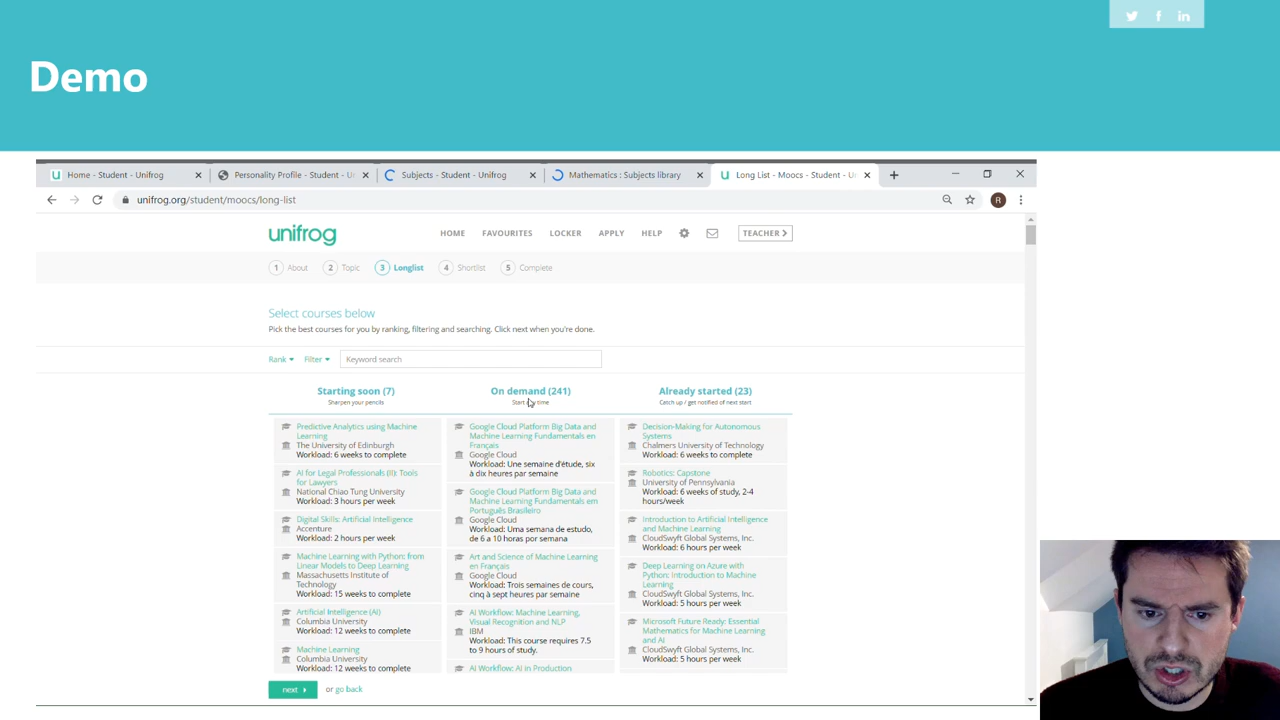 Demo
Home - Student - Unifrog
Personality Profile - Student - Un
Subjects - Student - Unifrog
Mathematics : Subjects library
Long List - Moocs - Student - Un
unifrog.org/student/moocs/long-list
R
unifrog
HOME FAVOURITES LOCKER APPLY HELP TEACHER
1 About 2 Topic 3 Longlist 4 Shortlist 5 Complete
Select courses below
Pick the best courses for you by ranking, filtering and searching. Click next when you're done.
Rank Filter Keyword search
Starting soon (7)
Sharpen your pencils
Predictive Analytics using Machine
Learning
The University of Edinburgh
Workload: 6 weeks to complete
AI for Legal Professionals (II): Tools
for Lawyers
National Chiao Tung University
Workload: 3 hours per week
Digital Skills: Artificial Intelligence
Accenture
Workload: 2 hours per week
Machine Learning with Python: from
Linear Models to Deep Learning
Massachusetts Institute of
Technology
Workload: 15 weeks to complete
Artificial Intelligence (AI)
Columbia University
Workload: 12 weeks to complete
Machine Learning
Columbia University
Workload: 12 weeks to complete
On demand (241)
Start any time
Google Cloud Platform Big Data and
Machine Learning Fundamentals en
Français
Google Cloud
Workload: Une semaine d'étude, six
à dix heures par semaine
Google Cloud Platform Big Data and
Machine Learning Fundamentals em
Português Brasileiro
Google Cloud
Workload: Uma semana de estudo,
de 6 a 10 horas por semana
Art and Science of Machine Learning
en Français
Google Cloud
Workload: Trois semaines de cours,
cinq à sept heures par semaine
AI Workflow: Machine Learning,
Visual Recognition and NLP
IBM
Workload: This course requires 7.5
to 9 hours of study.
AI Workflow: AI in Production
Already started (23)
Catch up / get notified of next start
Decision-Making for Autonomous
Systems
Chalmers University of Technology
Workload: 6 weeks to complete
Robotics: Capstone
University of Pennsylvania
Workload: 6 weeks of study, 2-4
hours/week
Introduction to Artificial Intelligence
and Machine Learning
CloudSwyft Global Systems, Inc.
Workload: 6 hours per week
Deep Learning on Azure with
Python: Introduction to Machine
Learning
CloudSwyft Global Systems, Inc.
Workload: 5 hours per week
Microsoft Future Ready: Essential
Mathematics for Machine Learning
and AI
CloudSwyft Global Systems, Inc.
Workload: 5 hours per week
next or go back